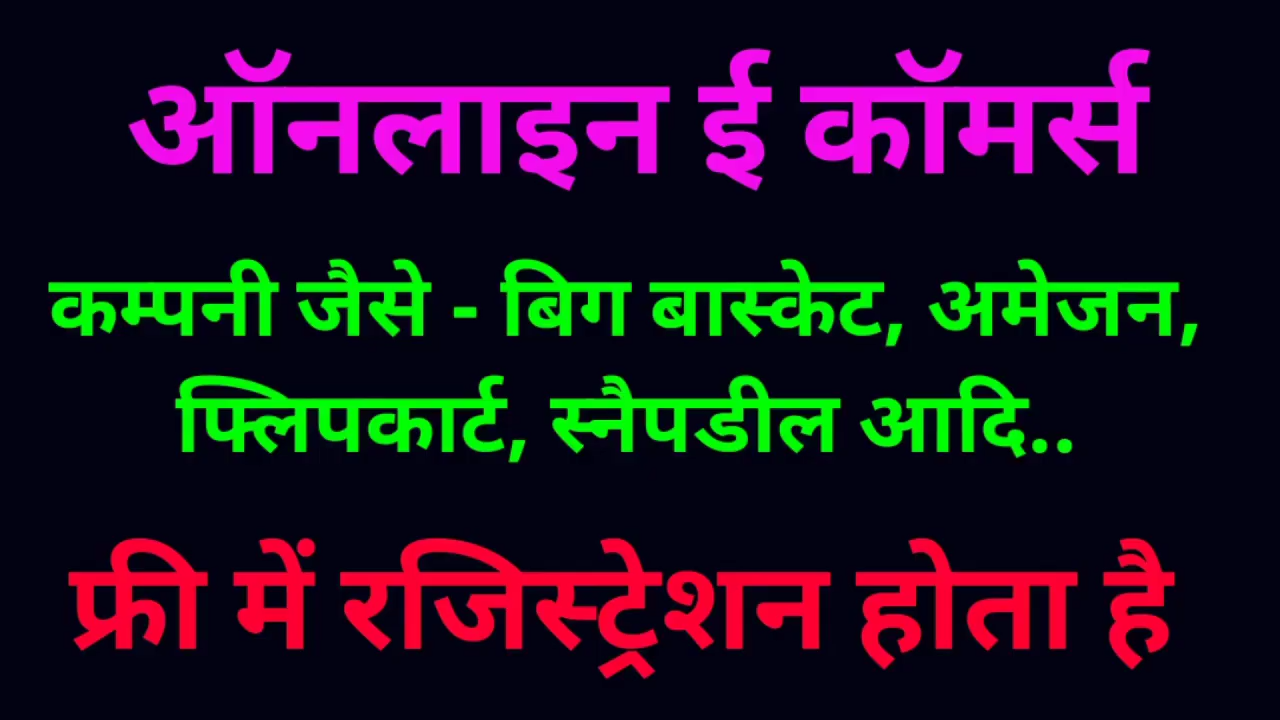 ऑनलाइन ई कॉमर्स
कम्पनी जैसे - बिग बास्केट, अमेजन,
फ्लिपकार्ट, स्नैपडील आदि..
फ्री में रजिस्ट्रेशन होता है